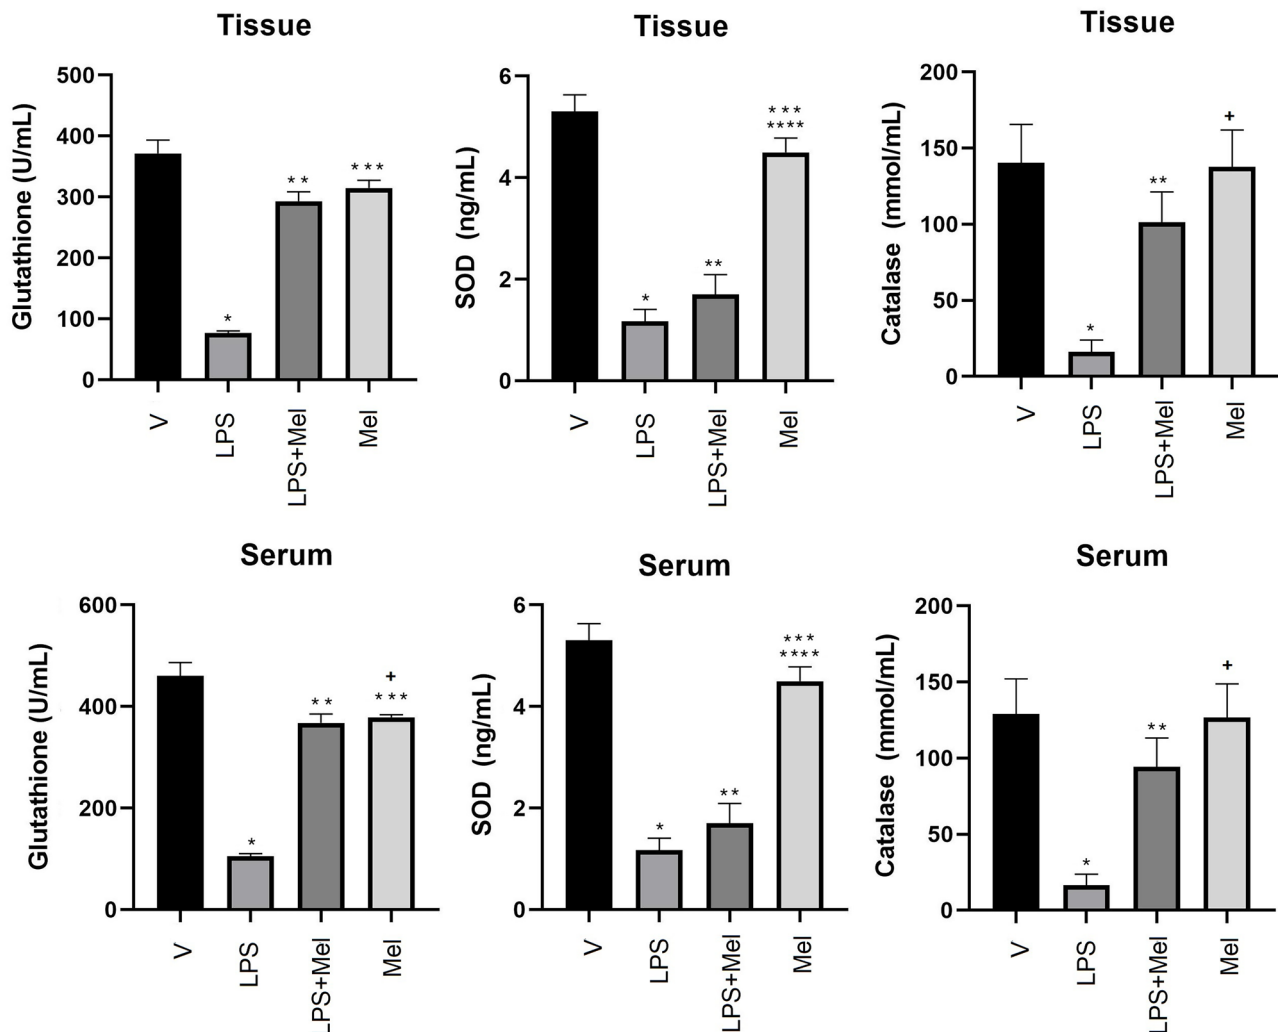 Tissue
Glutathione (U/mL)
500
400
300
200
100
0
*
* *
* * *
V
LPS
LPS+Mel
Mel
Tissue
SOD (ng/mL)
6
4
2
0
*
**
***
****
V
LPS
LPS+Mel
Mel
Tissue
Catalase (mmol/mL)
200
150
100
50
0
*
**
+
V
LPS
LPS+Mel
Mel
Serum
Glutathione (U/mL)
600
400
200
0
*
* *
+
* * *
V
LPS
LPS+Mel
Mel
Serum
SOD (ng/mL)
6
4
2
0
*
**
***
****
V
LPS
LPS+Mel
Mel
Serum
Catalase (mmol/mL)
200
150
100
50
0
*
**
+
V
LPS
LPS+Mel
Mel